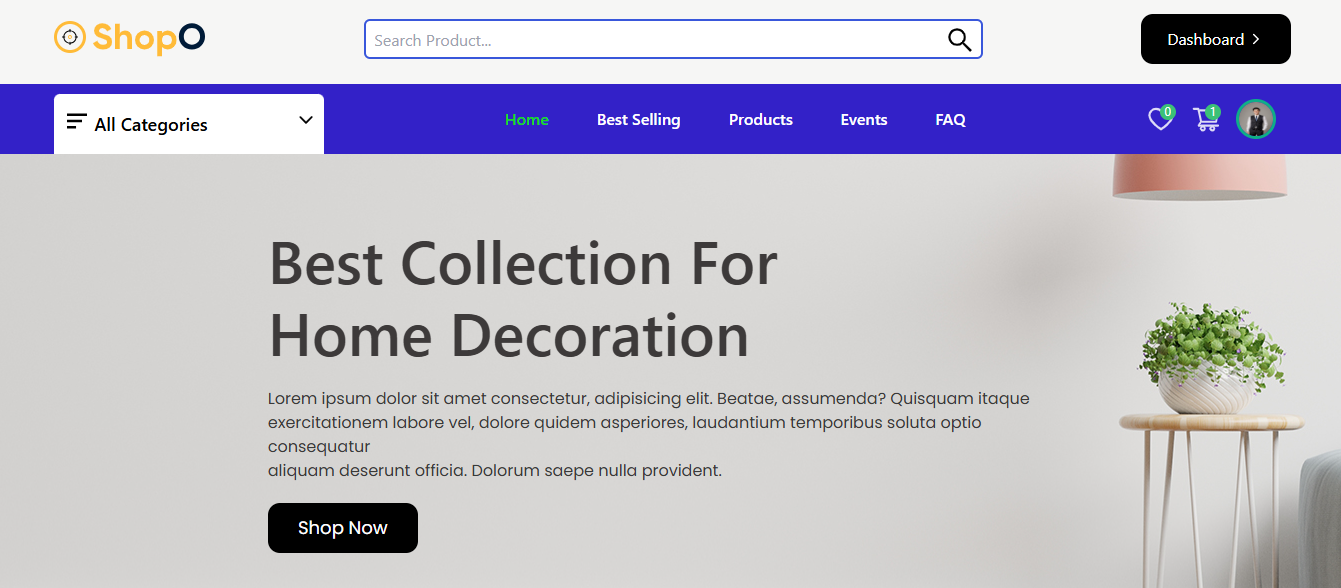 ShopO
Search Product...
Dashboard
All Categories
Home
Best Selling
Products
Events
FAQ
0
1
Best Collection For
Home Decoration
Lorem ipsum dolor sit amet consectetur, adipisicing elit. Beatae, assumenda? Quisquam itaque
exercitationem labore vel, dolore quidem asperiores, laudantium temporibus soluta optio
consequatur
aliquam deserunt officia. Dolorum saepe nulla provident.
Shop Now